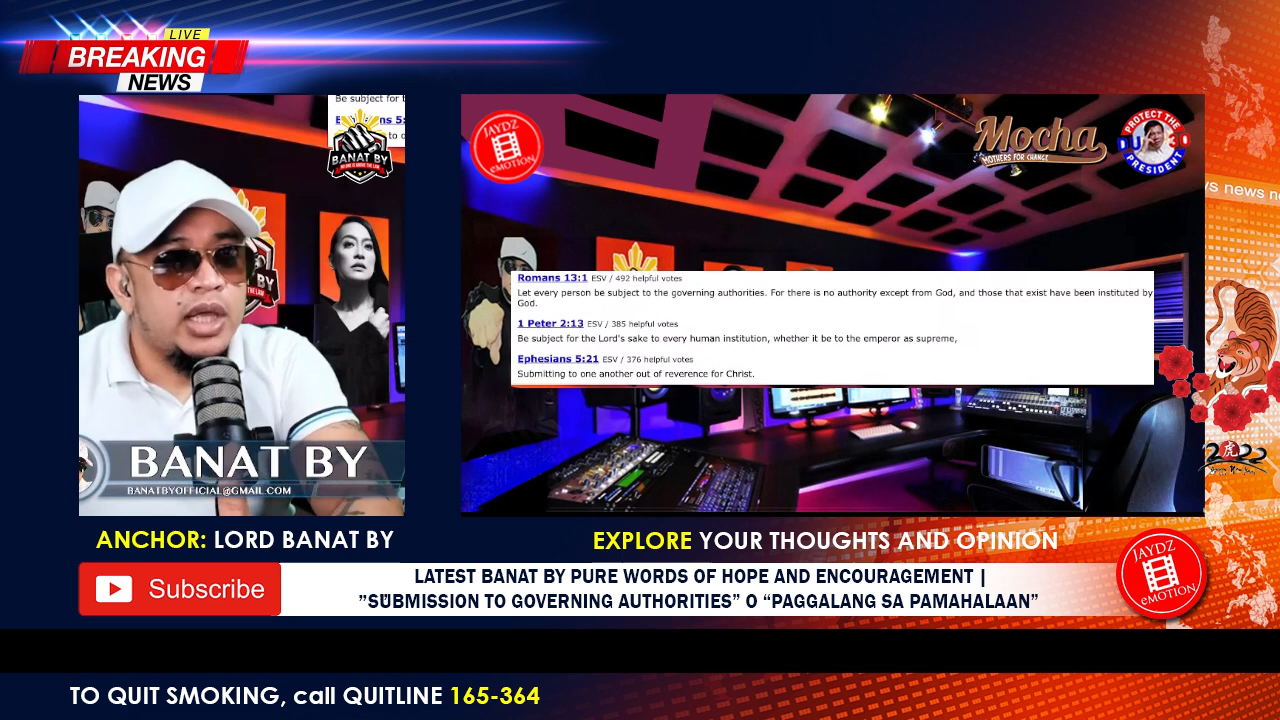 LIVE
BREAKING
NEWS
Be subject for
BANAT BY
JAYDZ
eMOTION
Mocha
MOTHERS FOR CHANGE
PROTECT THE
DU30
PRESIDENT
news
Romans 13:1 ESV / 492 helpful votes
Let every person be subject to the governing authorities. For there is no authority except from God, and those that exist have been instituted by
God.
1 Peter 2:13 ESV / 385 helpful votes
Be subject for the Lord's sake to every human institution, whether it be to the emperor as supreme,
Ephesians 5:21 ESV / 376 helpful votes
Submitting to one another out of reverence for Christ.
BANAT BY
BANATBYOFFICIAL@GMAIL.COM
2022
ANCHOR: LORD BANAT BY
EXPLORE YOUR THOUGHTS AND OPINION
Subscribe
LATEST BANAT BY PURE WORDS OF HOPE AND ENCOURAGEMENT |
”SUBMISSION TO GOVERNING AUTHORITIES” O “PAGGALANG SA PAMAHALAAN”
JAYDZ
eMOTION
TO QUIT SMOKING, call QUITLINE 165-364